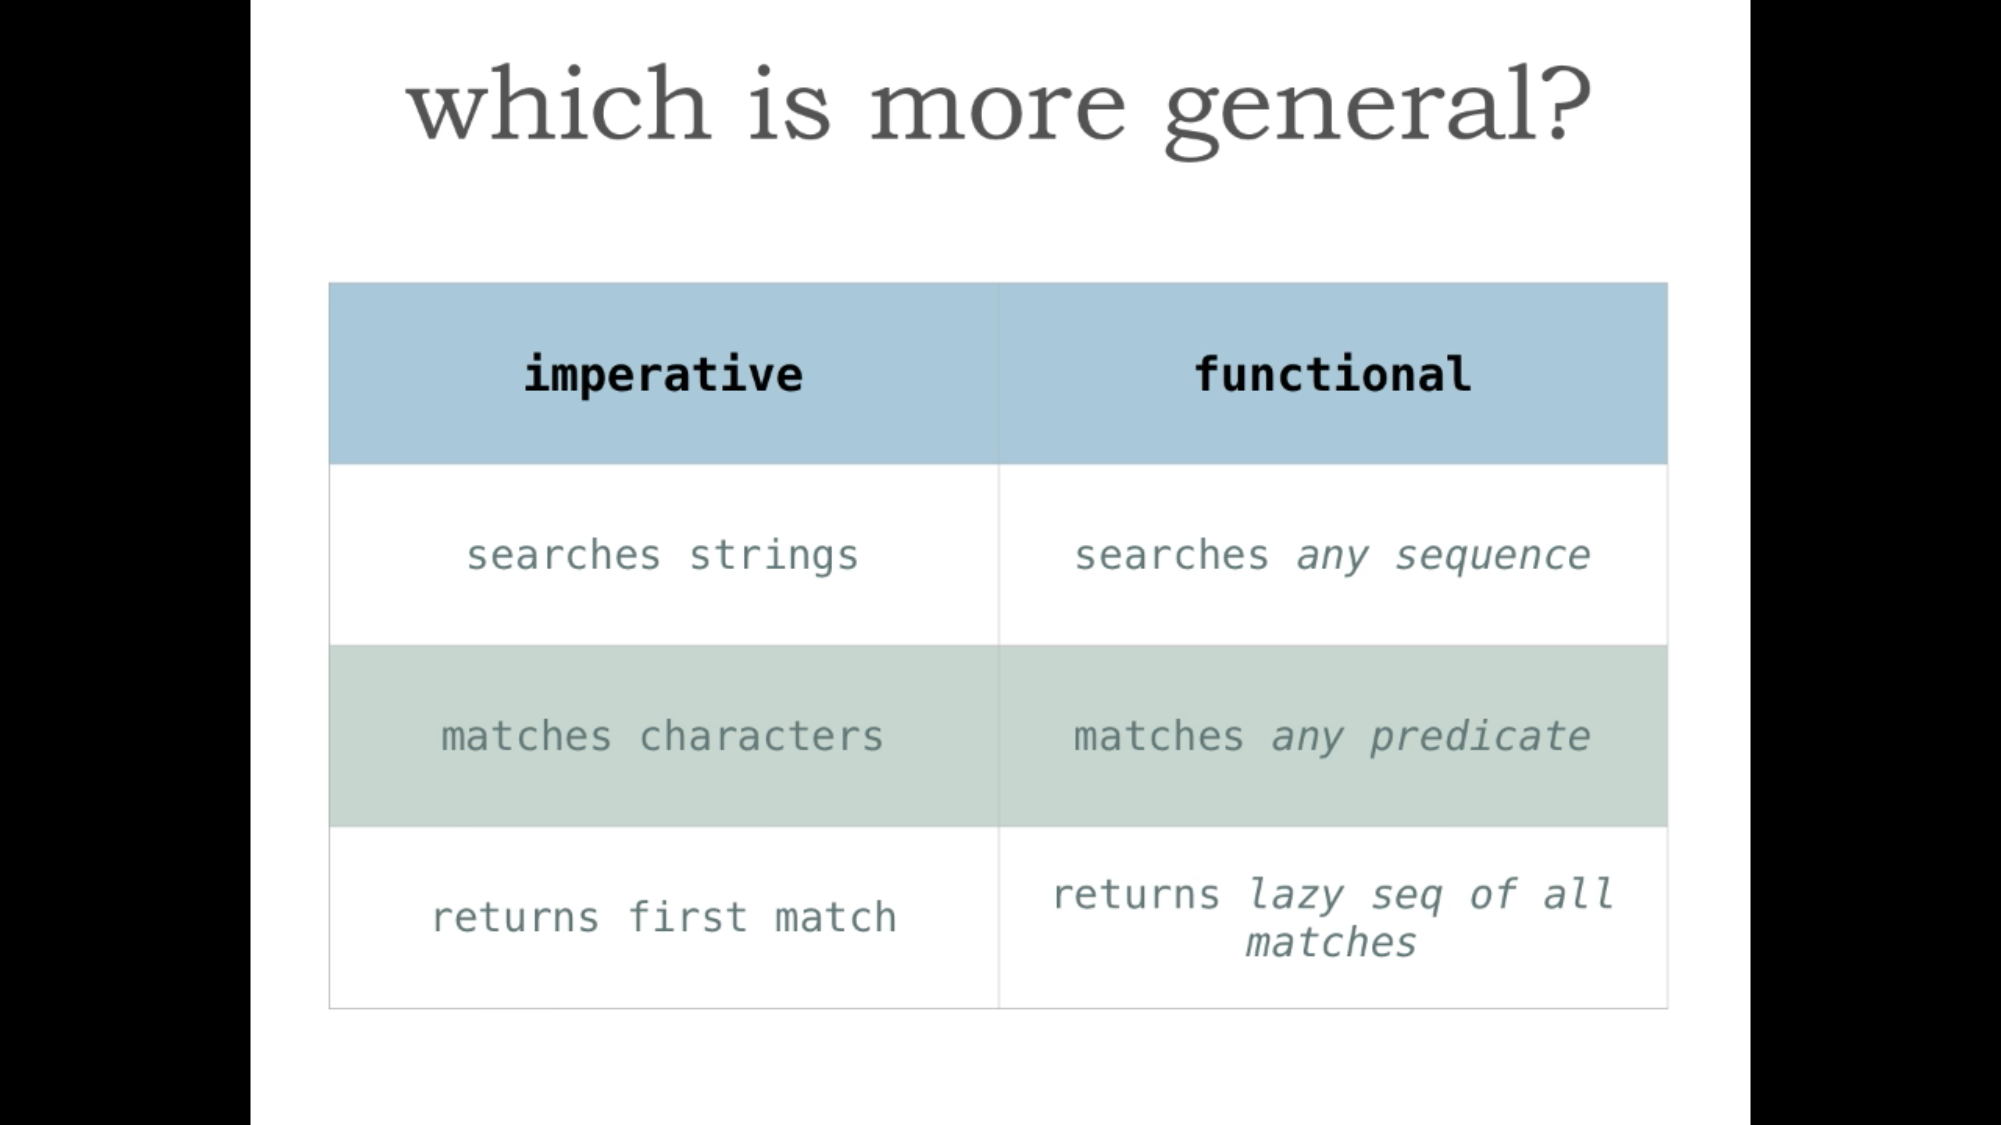 which is more general?
imperative
functional
searches strings
searches any sequence
matches characters
matches any predicate
returns first match
returns lazy seq of all
matches